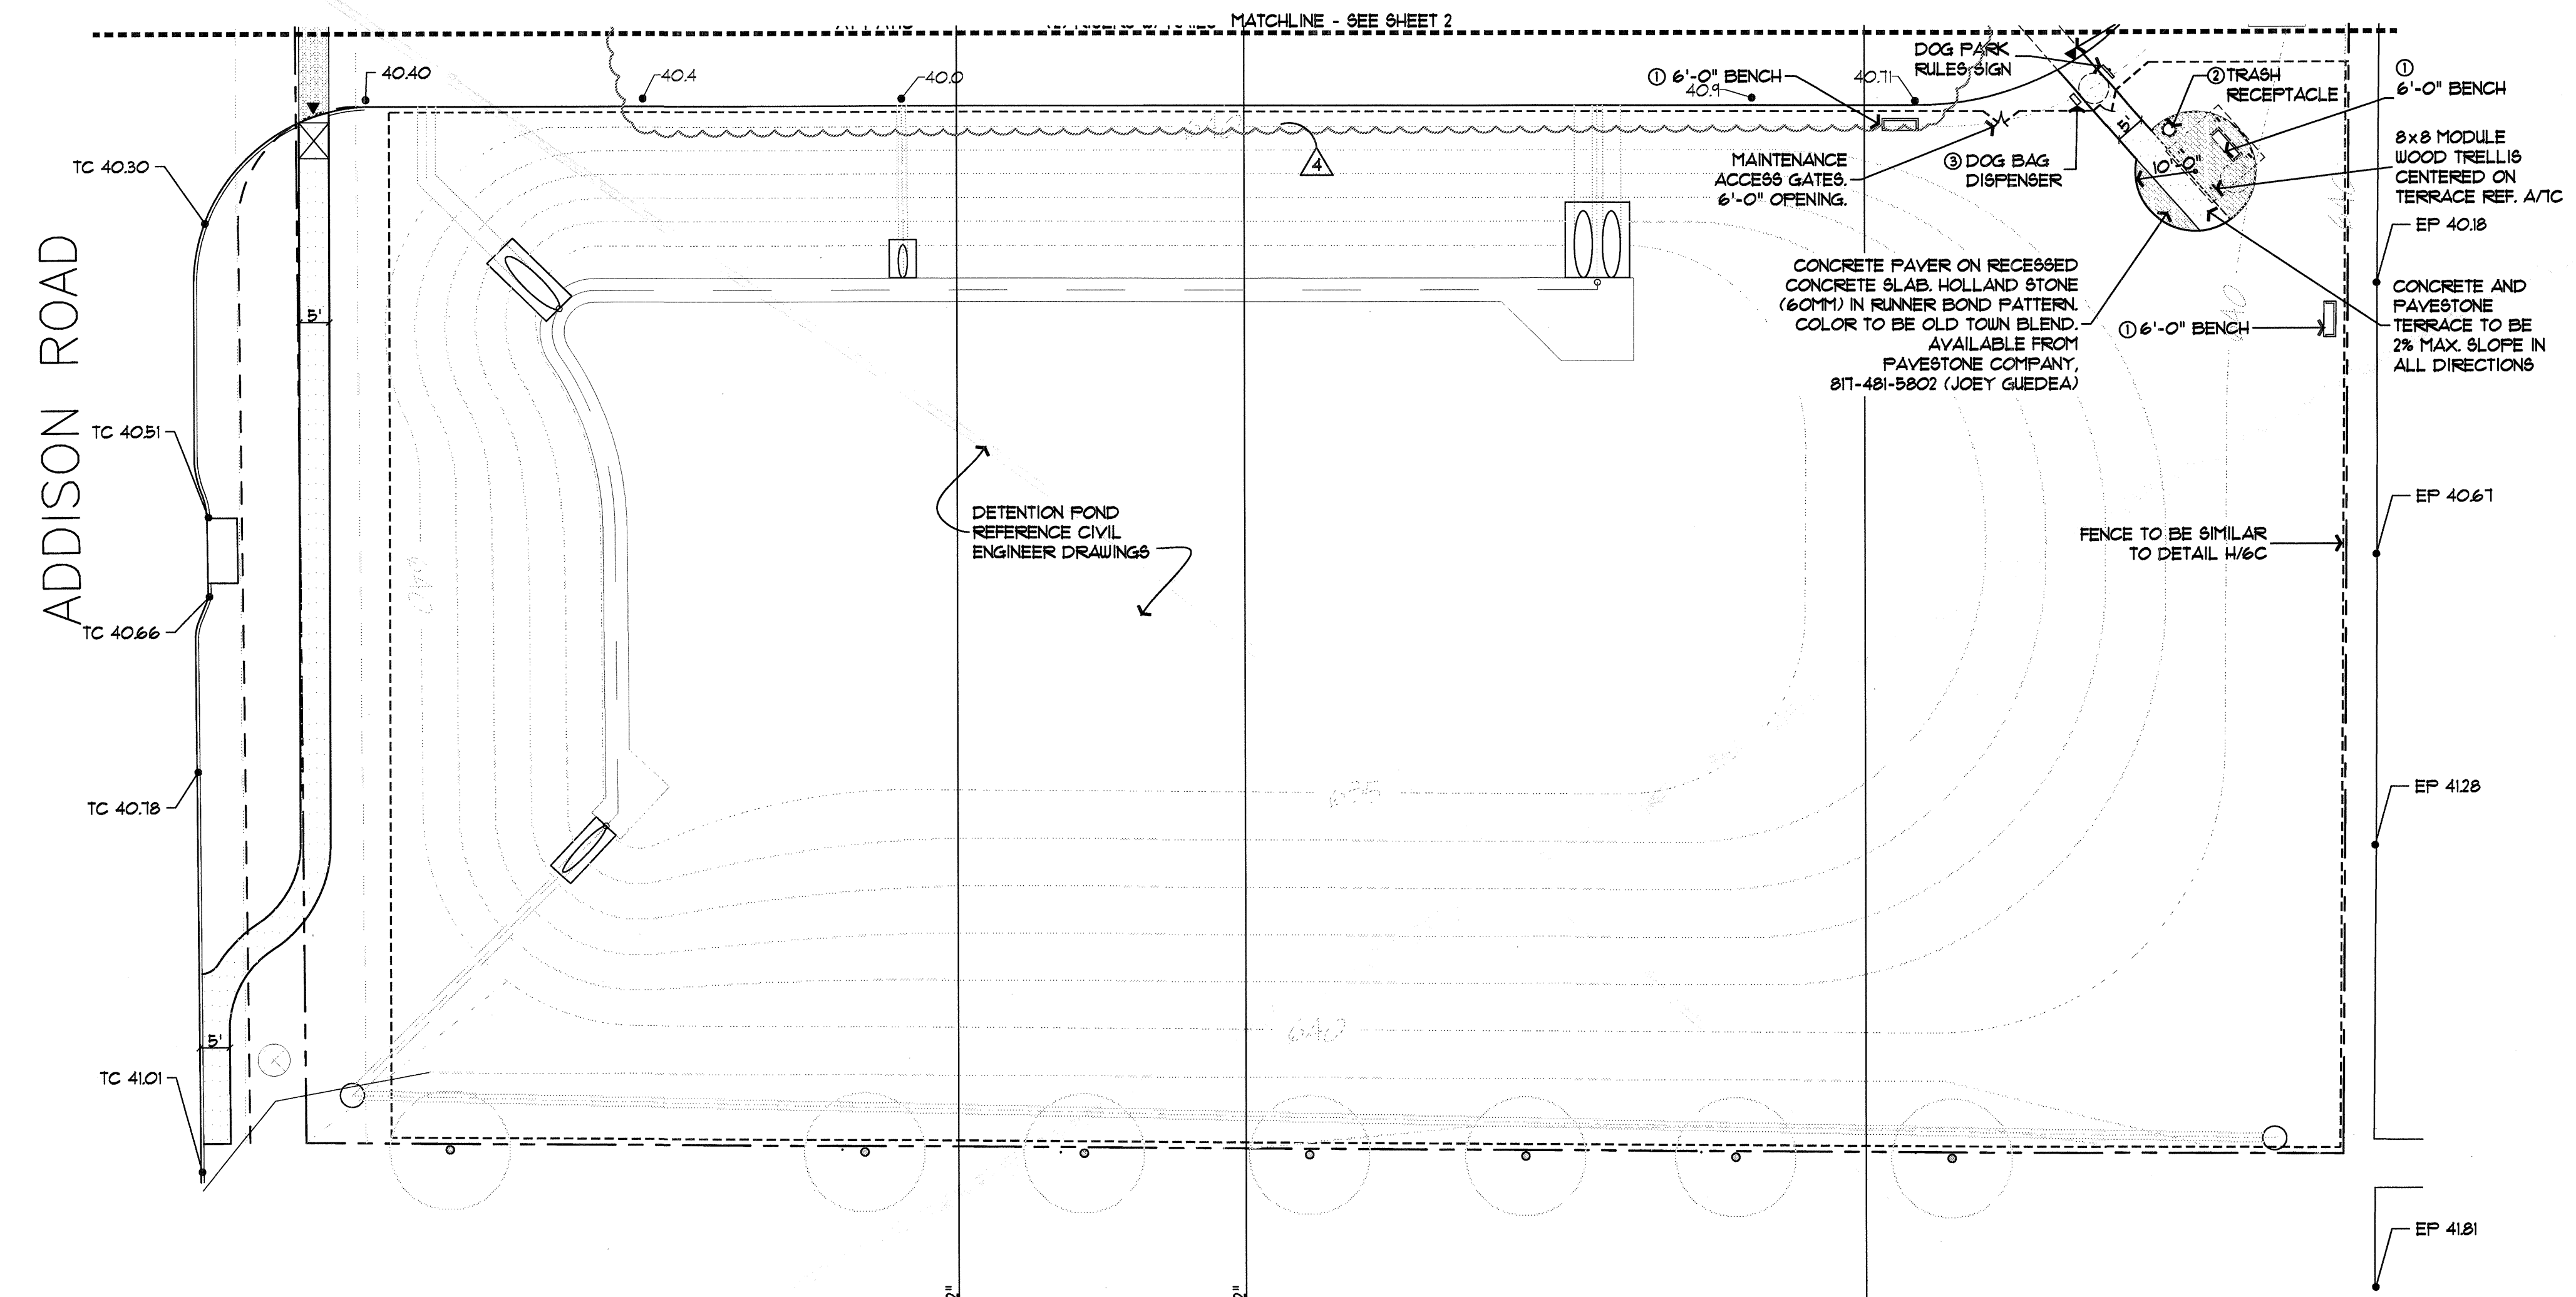 MATCHLINE - SEE SHEET 2
40.40
40.4
40.0
40.71
40.9
① 6'-0" BENCH
DOG PARK
RULES SIGN
② TRASH
RECEPTACLE
①
6'-0" BENCH
TC 40.30
4
MAINTENANCE
ACCESS GATES.
6'-0" OPENING.
③ DOG BAG
DISPENSER
5'
10'-0"
8x8 MODULE
WOOD TRELLIS
CENTERED ON
TERRACE REF. A/7C
EP 40.18
ADDISON ROAD
5'
CONCRETE PAVER ON RECESSED
CONCRETE SLAB. HOLLAND STONE
(60MM) IN RUNNER BOND PATTERN.
COLOR TO BE OLD TOWN BLEND.
AVAILABLE FROM
PAVESTONE COMPANY,
817-481-5802 (JOEY GUEDEA)
① 6'-0" BENCH
CONCRETE AND
PAVESTONE
TERRACE TO BE
2% MAX. SLOPE IN
ALL DIRECTIONS
TC 40.51
EP 40.67
DETENTION POND
REFERENCE CIVIL
ENGINEER DRAWINGS
FENCE TO BE SIMILAR
TO DETAIL H/6C
640
TC 40.66
TC 40.78
635
EP 41.28
640
5'
TC 41.01
EP 41.81